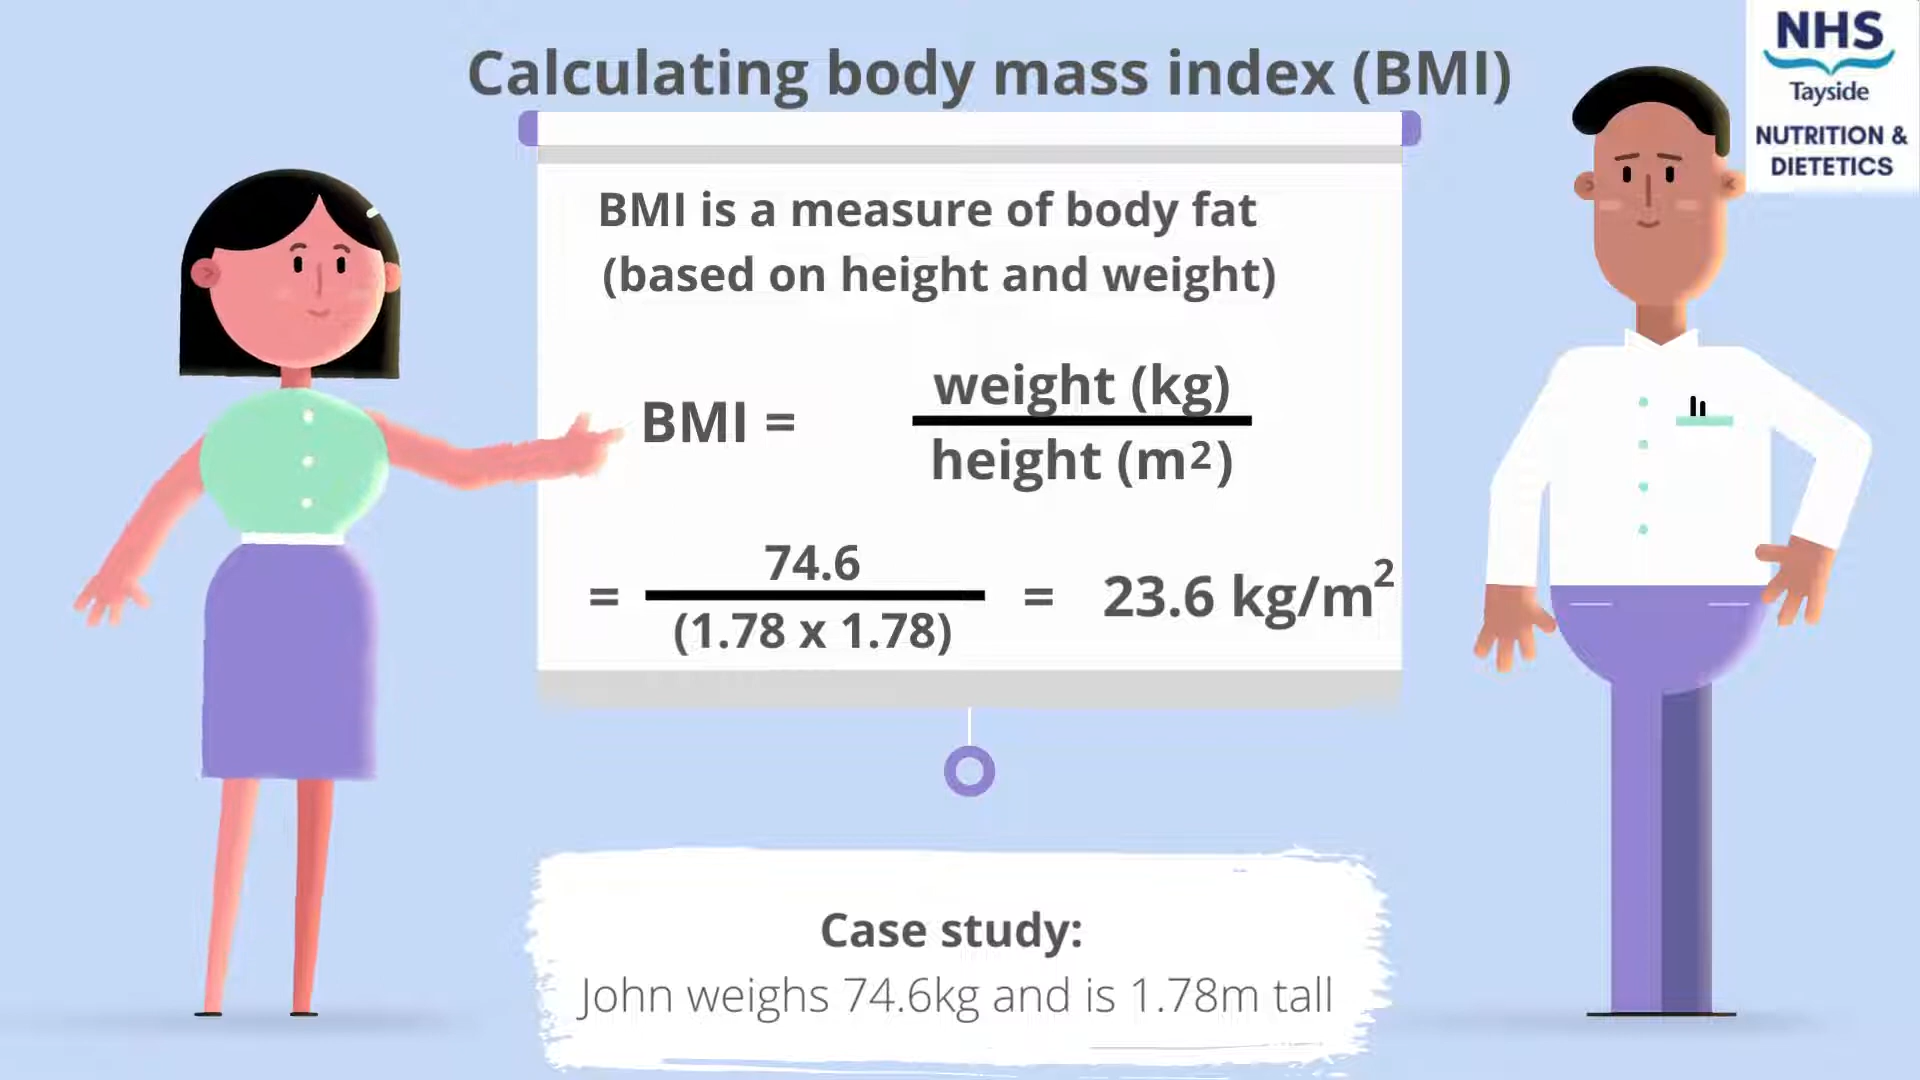 Calculating body mass index (BMI)
NHS
Tayside
NUTRITION &
DIETETICS
BMI is a measure of body fat
(based on height and weight)
BMI =
weight (kg)
height (m²)
=
74.6
(1.78 x 1.78)
= 23.6 kg/m²
Case study:
John weighs 74.6kg and is 1.78m tall